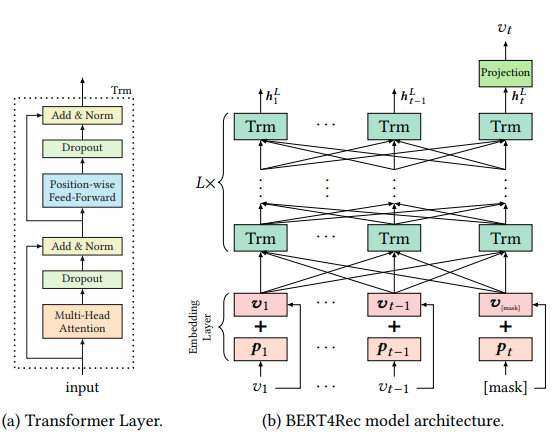 Trm
Add & Norm
Dropout
Position-wise
Feed-Forward
Add & Norm
Dropout
Multi-Head
Attention
input
(a) Transformer Layer.
v_t
Projection
h_1^L
h_{t-1}^L
h_t^L
Trm ... Trm Trm
L×
Trm ... Trm Trm
Embedding
Layer
v_1 ... v_{t-1} v_[mask]
+ + +
p_1 ... p_{t-1} p_t
v_1 ... v_{t-1} [mask]
(b) BERT4Rec model architecture.